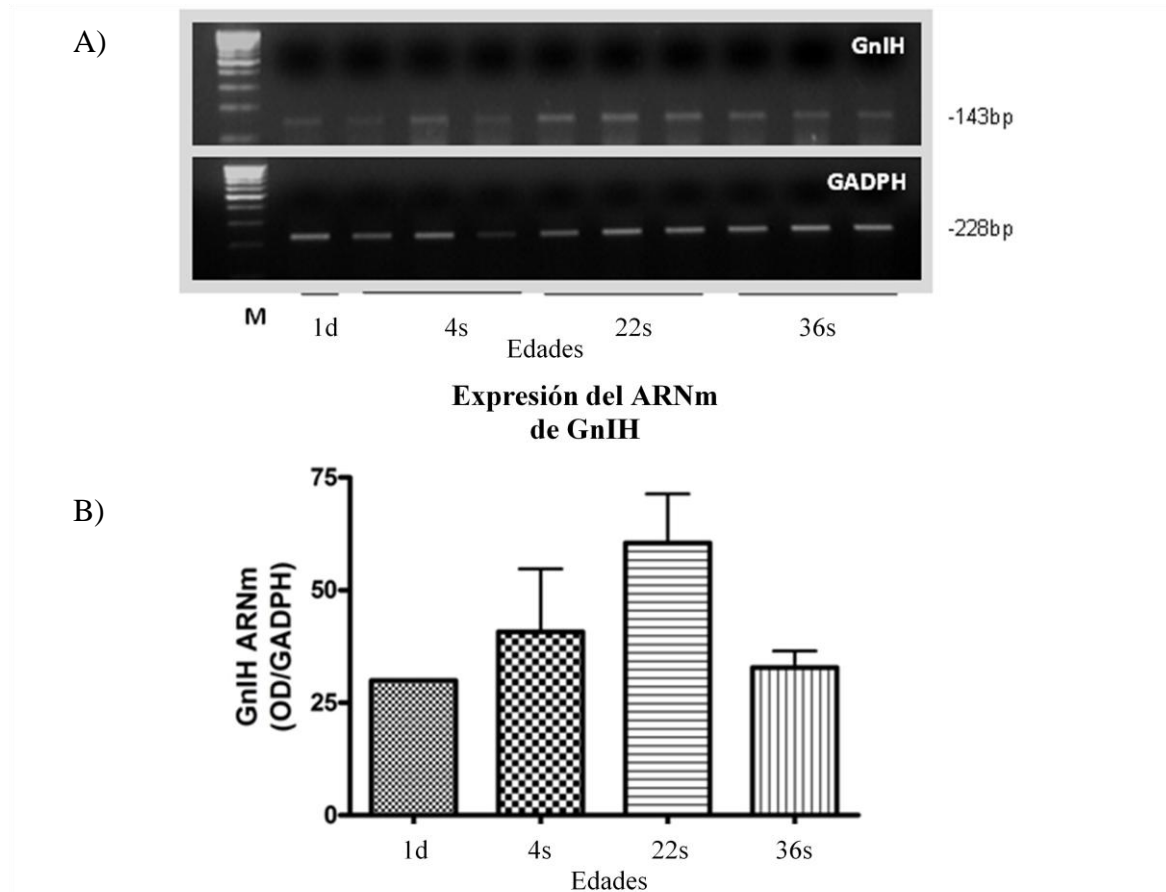 A)
GnIH
-143bp
GADPH
-228bp
M
1d 4s 22s 36s
Edades
Expresión del ARNm
de GnIH
B)
GnIH ARNm
(OD/GADPH)
75
50
25
0
1d 4s 22s 36s
Edades